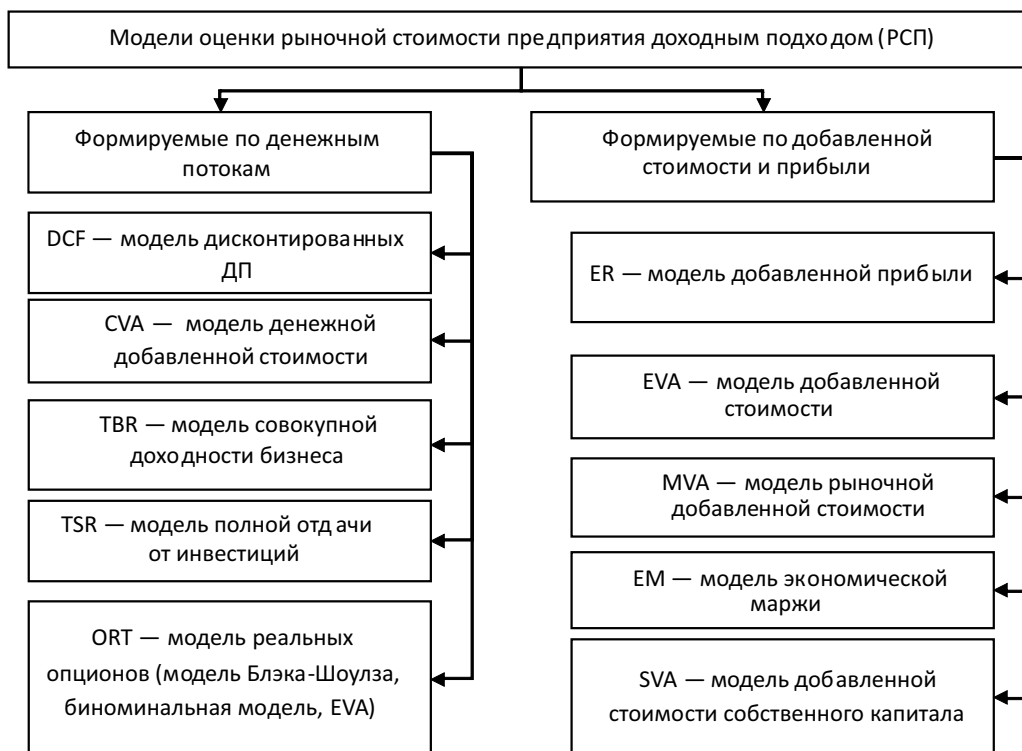 Модели оценки рыночной стоимости предприятия доходным подходом (РСП)
Формируемые по денежным
потокам
DCF — модель дисконтированных
ДП
CVA — модель денежной
добавленной стоимости
TBR — модель совокупной
доходности бизнеса
TSR — модель полной отдачи
от инвестиций
ORT — модель реальных
опционов (модель Блэка-Шоулза,
биноминальная модель, EVA)
Формируемые по добавленной
стоимости и прибыли
ER — модель добавленной прибыли
EVA — модель добавленной
стоимости
MVA — модель рыночной
добавленной стоимости
EM — модель экономической
маржи
SVA — модель добавленной
стоимости собственного капитала